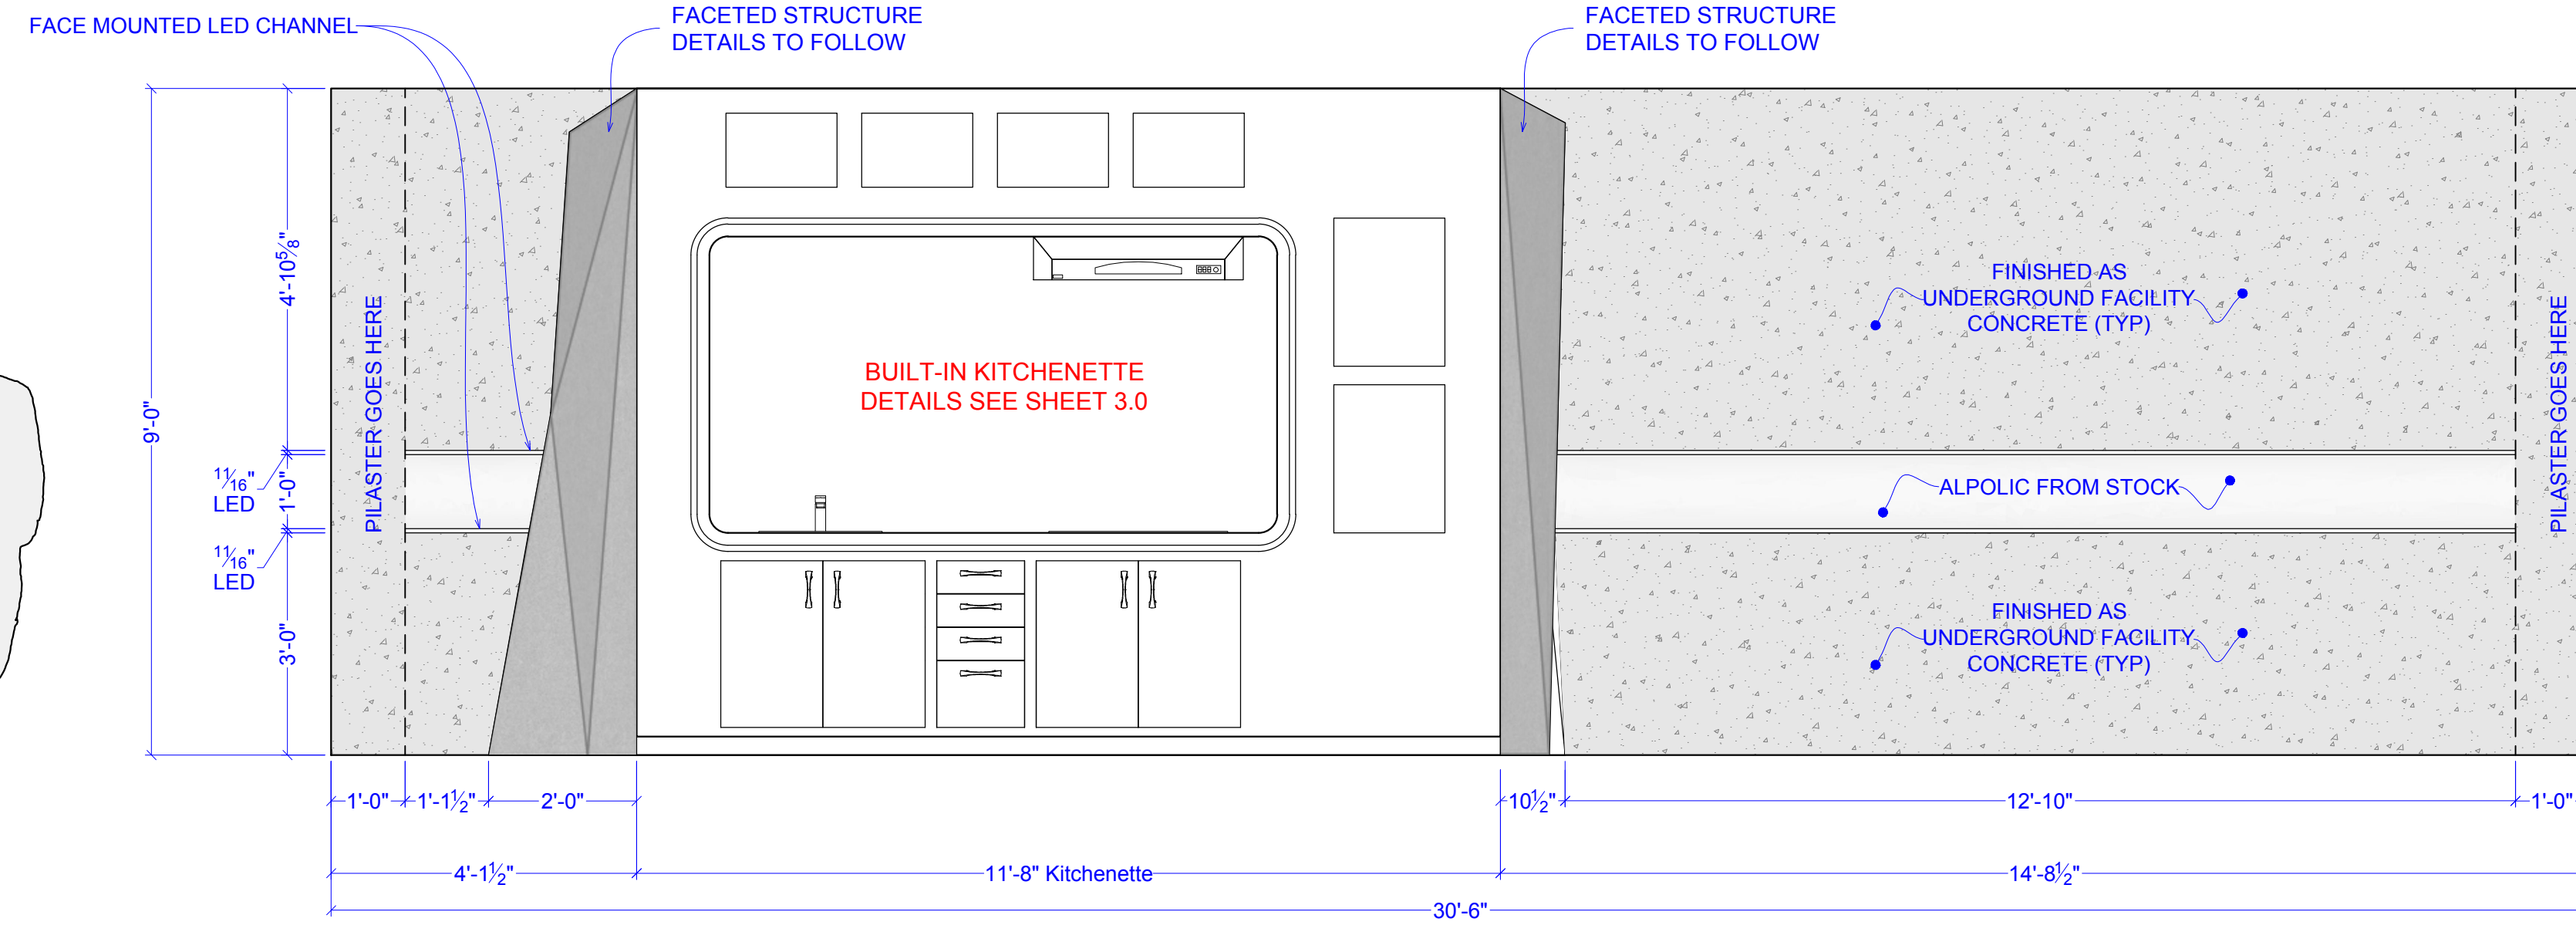 FACE MOUNTED LED CHANNEL
FACETED STRUCTURE
DETAILS TO FOLLOW
FACETED STRUCTURE
DETAILS TO FOLLOW
9'-0"
4'-10⅝"
11⁄16"
LED
1'-0"
11⁄16"
LED
3'-0"
PILASTER GOES HERE
BUILT-IN KITCHENETTE
DETAILS SEE SHEET 3.0
FINISHED AS
UNDERGROUND FACILITY
CONCRETE (TYP)
ALPOLIC FROM STOCK
FINISHED AS
UNDERGROUND FACILITY
CONCRETE (TYP)
PILASTER GOES HERE
1'-0" 1'-1½" 2'-0" 10½" 12'-10" 1'-0"
4'-1½" 11'-8" Kitchenette 14'-8½"
30'-6"